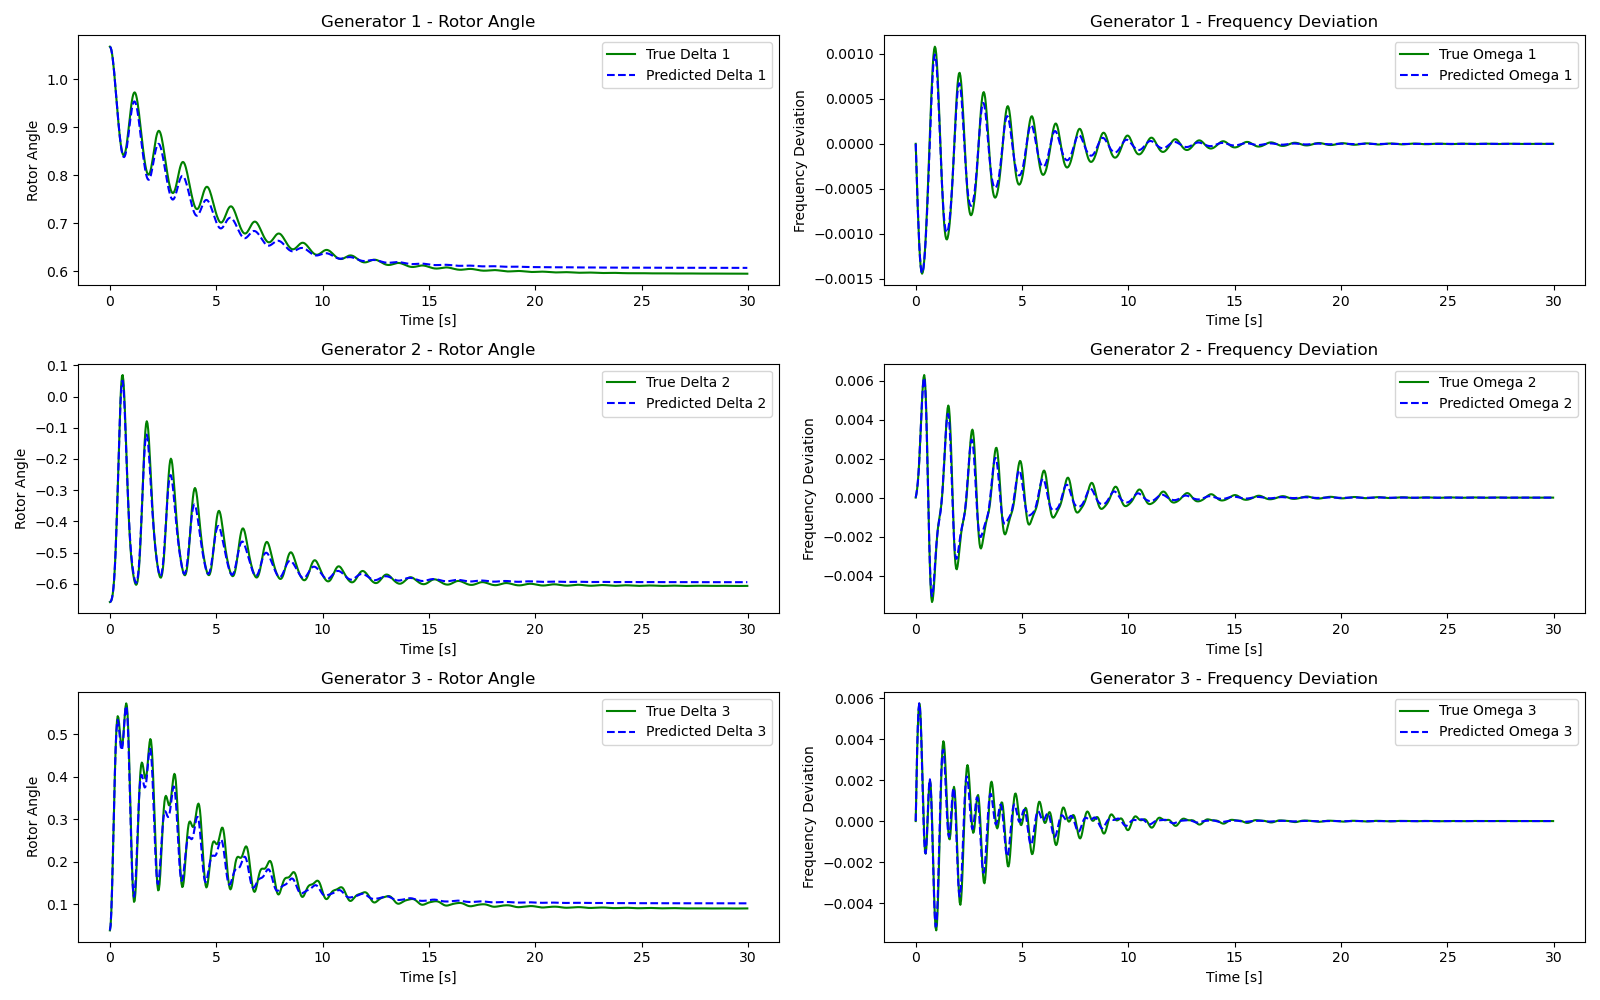 Generator 1 - Rotor Angle
True Delta 1
Predicted Delta 1
Rotor Angle
1.0
0.9
0.8
0.7
0.6
0 5 10 15 20 25 30
Time [s]
Generator 1 - Frequency Deviation
True Omega 1
Predicted Omega 1
Frequency Deviation
0.0010
0.0005
0.0000
−0.0005
−0.0010
−0.0015
0 5 10 15 20 25 30
Time [s]
Generator 2 - Rotor Angle
True Delta 2
Predicted Delta 2
Rotor Angle
0.1
0.0
−0.1
−0.2
−0.3
−0.4
−0.5
−0.6
0 5 10 15 20 25 30
Time [s]
Generator 2 - Frequency Deviation
True Omega 2
Predicted Omega 2
Frequency Deviation
0.006
0.004
0.002
0.000
−0.002
−0.004
0 5 10 15 20 25 30
Time [s]
Generator 3 - Rotor Angle
True Delta 3
Predicted Delta 3
Rotor Angle
0.5
0.4
0.3
0.2
0.1
0 5 10 15 20 25 30
Time [s]
Generator 3 - Frequency Deviation
True Omega 3
Predicted Omega 3
Frequency Deviation
0.006
0.004
0.002
0.000
−0.002
−0.004
0 5 10 15 20 25 30
Time [s]